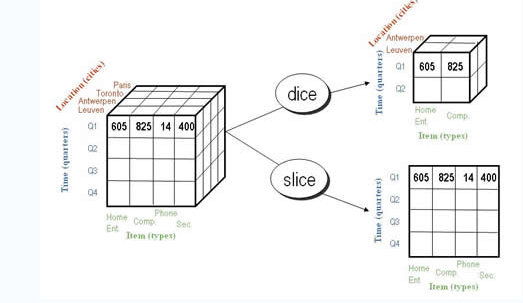 Location (cities)
Paris
Toronto
Antwerpen
Leuven
Time (quarters)
Q1
Q2
Q3
Q4
605 825 14 400
Home Ent.
Comp.
Phone
Sec.
Item (types)
dice
slice
Location (cities)
Antwerpen
Leuven
Time (quarters)
Q1
Q2
605 825
Home
Ent.
Comp.
Item (types)
Time (quarters)
Q1
Q2
Q3
Q4
605 825 14 400
Home
Ent.
Comp.
Phone
Sec.
Item (types)